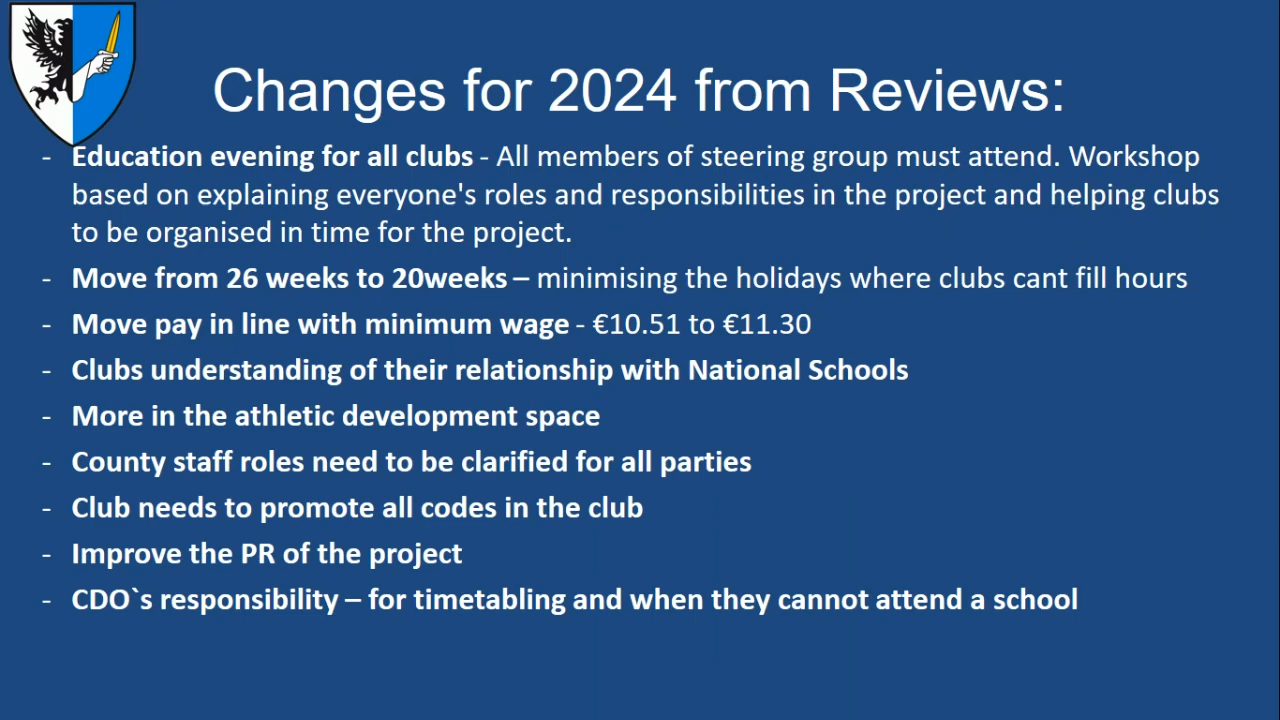 Changes for 2024 from Reviews:
- Education evening for all clubs - All members of steering group must attend. Workshop
based on explaining everyone's roles and responsibilities in the project and helping clubs
to be organised in time for the project.
- Move from 26 weeks to 20weeks – minimising the holidays where clubs cant fill hours
- Move pay in line with minimum wage - €10.51 to €11.30
- Clubs understanding of their relationship with National Schools
- More in the athletic development space
- County staff roles need to be clarified for all parties
- Club needs to promote all codes in the club
- Improve the PR of the project
- CDO`s responsibility – for timetabling and when they cannot attend a school